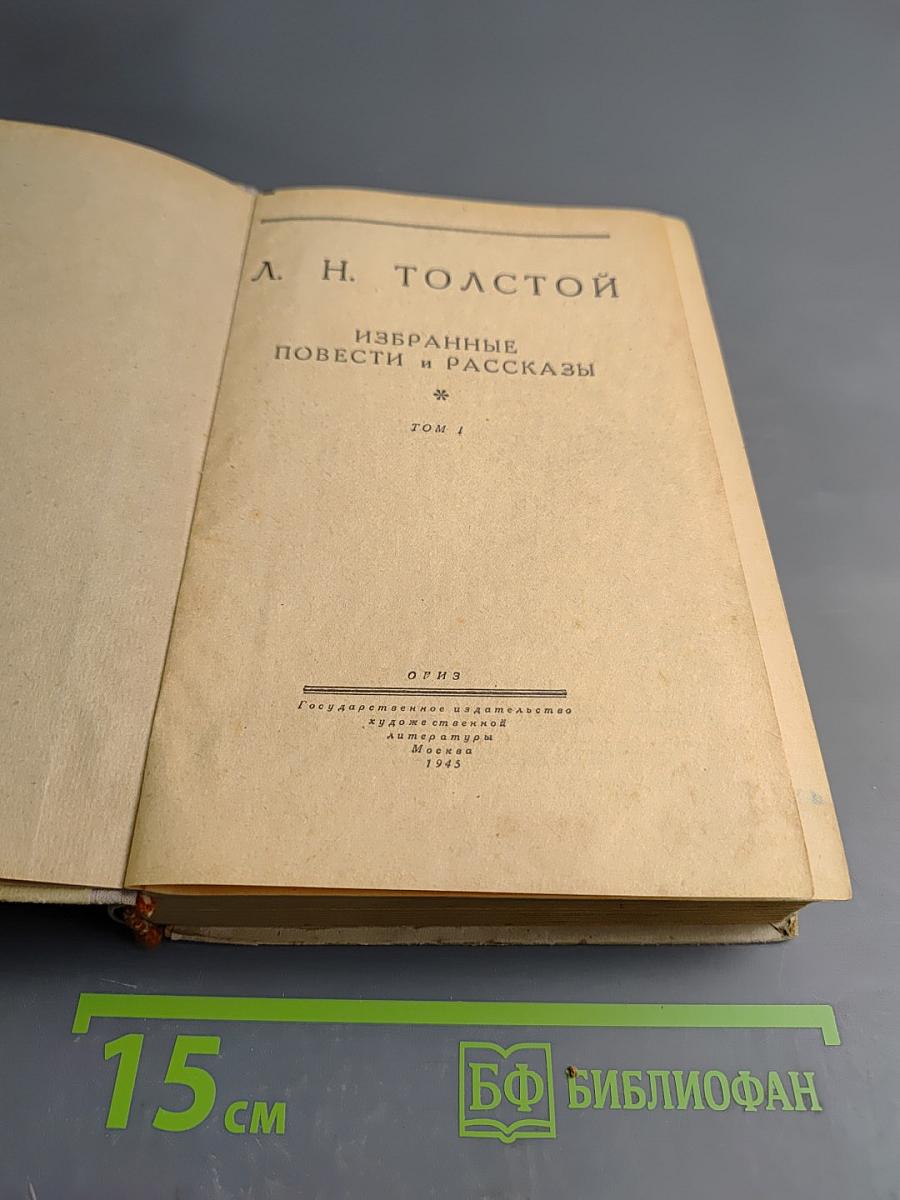 Л. Н. ТОЛСТОЙ
ИЗБРАННЫЕ
ПОВЕСТИ и РАССКАЗЫ
*
ТОМ I
ОГИЗ
Государственное издательство
художественной
литературы
Москва
1945
15 см
БФ БИБЛИОФАН